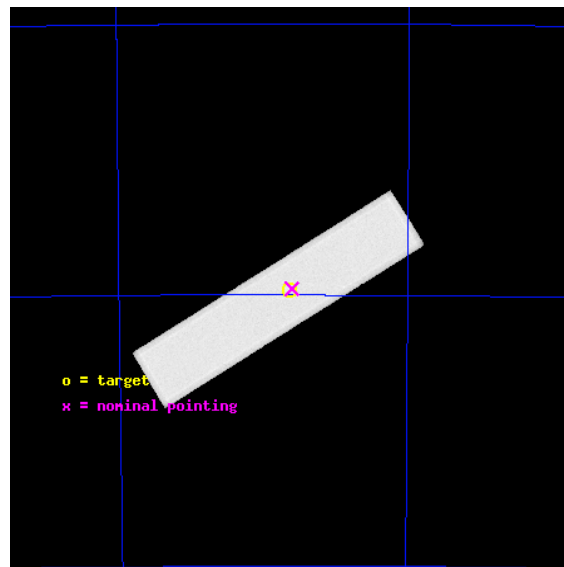 o = target
x = nominal pointing